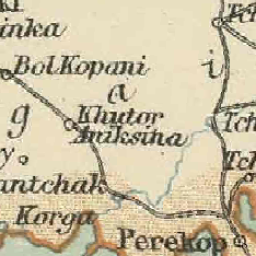 Tch
inka
Bol Kopani
i
a
g
Khutor
Aniksina
Tch
y
Tch
antchak
Korga
Perekop